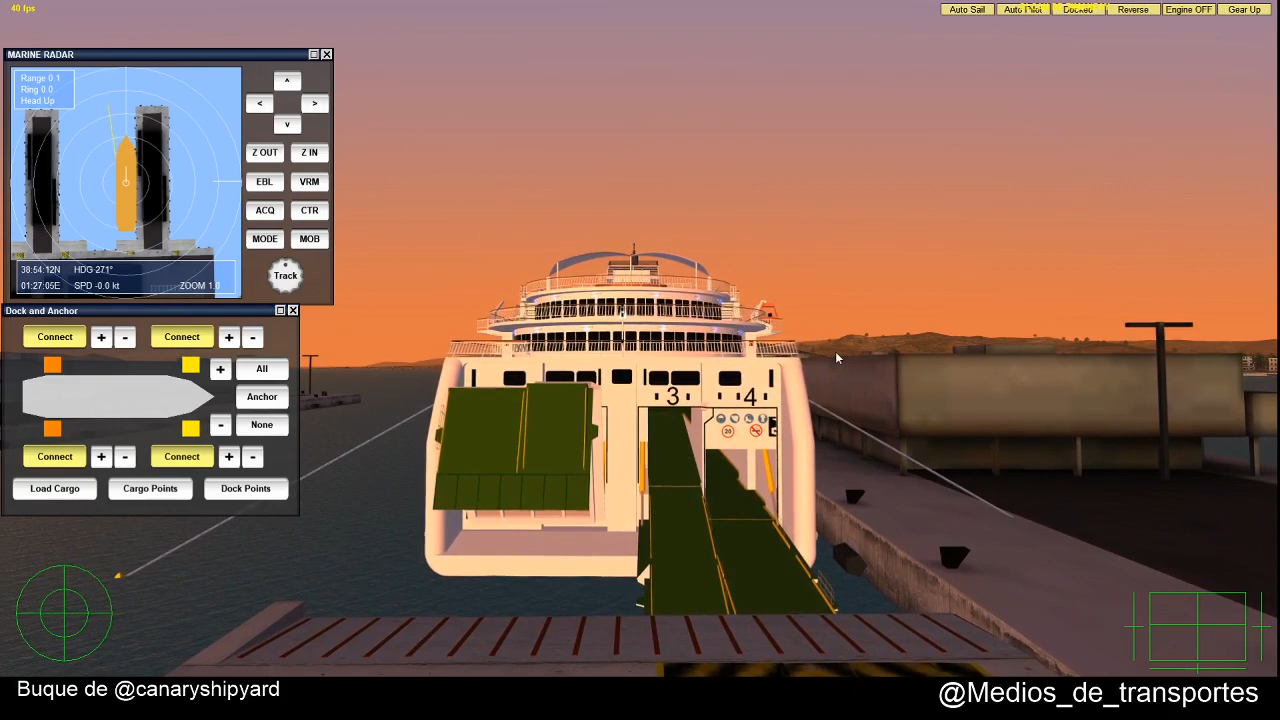 40 fps
Auto Sail
Auto Pilot
Docked
Reverse
Engine OFF
Gear Up
MARINE RADAR
Range 0.1
Ring 0.0
Head Up
^
<
>
v
Z OUT
Z IN
EBL
VRM
ACQ
CTR
MODE
MOB
Track
38:54:12N HDG 271°
01:27:05E SPD -0.0 kt ZOOM 1.0
Dock and Anchor
Connect + - Connect + -
+ All
Anchor
- None
Connect + - Connect + -
Load Cargo
Cargo Points
Dock Points
3
4
20
Buque de @canaryshipyard
@Medios_de_transportes